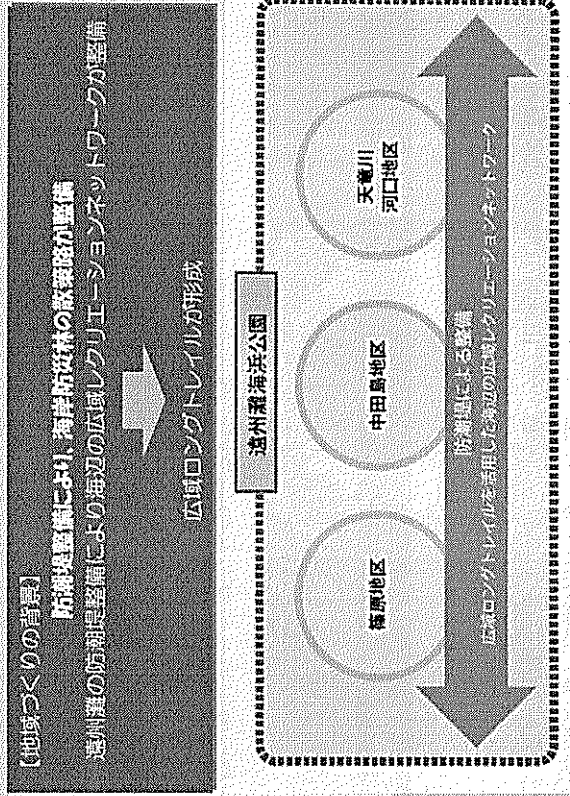 【地域づくりの背景】
防潮堤整備により、海岸防災林の散策路が整備
遠州灘の防潮堤整備により海辺の広域レクリエーションネットワークが整備
広域ロングトレイルが形成
遠州灘海浜公園
篠原地区
中田島地区
天竜川
河口地区
防潮堤による整備
広域ロングトレイルを活用した海辺の広域レクリエーションネットワーク